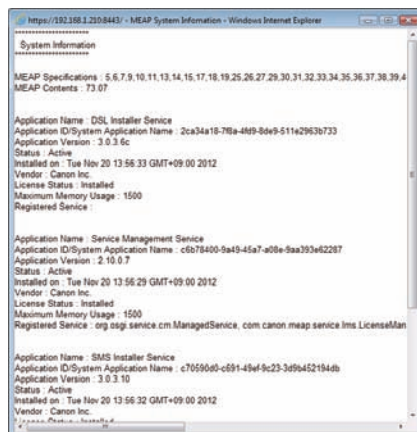 https://192.168.1.210:8443/ - MEAP System Information - Windows Internet Explorer
**********************
System Information
**********************
MEAP Specifications : 5,6,7,9,10,11,13,14,15,17,18,19,25,26,27,29,30,31,32,33,34,35,36,37,38,39,4
MEAP Contents : 73.07
Application Name : DSL Installer Service
Application ID/System Application Name : 2ca34a18-7f8a-4fd9-8de9-511e2963b733
Application Version : 3.0.3.6c
Status : Active
Installed on : Tue Nov 20 13:56:33 GMT+09:00 2012
Vendor : Canon Inc.
License Status : Installed
Maximum Memory Usage : 1500
Registered Service :
Application Name : Service Management Service
Application ID/System Application Name : c6b78400-9a49-45a7-a08e-9aa393e62287
Application Version : 2.10.0.7
Status : Active
Installed on : Tue Nov 20 13:56:29 GMT+09:00 2012
Vendor : Canon Inc.
License Status : Installed
Maximum Memory Usage : 1500
Registered Service : org.osgi.service.cm.ManagedService, com.canon.meap.service.lms.LicenseMan
Application Name : SMS Installer Service
Application ID/System Application Name : c70590d0-c691-49ef-9c23-3d9b452194db
Application Version : 3.0.3.10
Status : Active
Installed on : Tue Nov 20 13:56:32 GMT+09:00 2012
Vendor : Canon Inc.
License Status : Installed